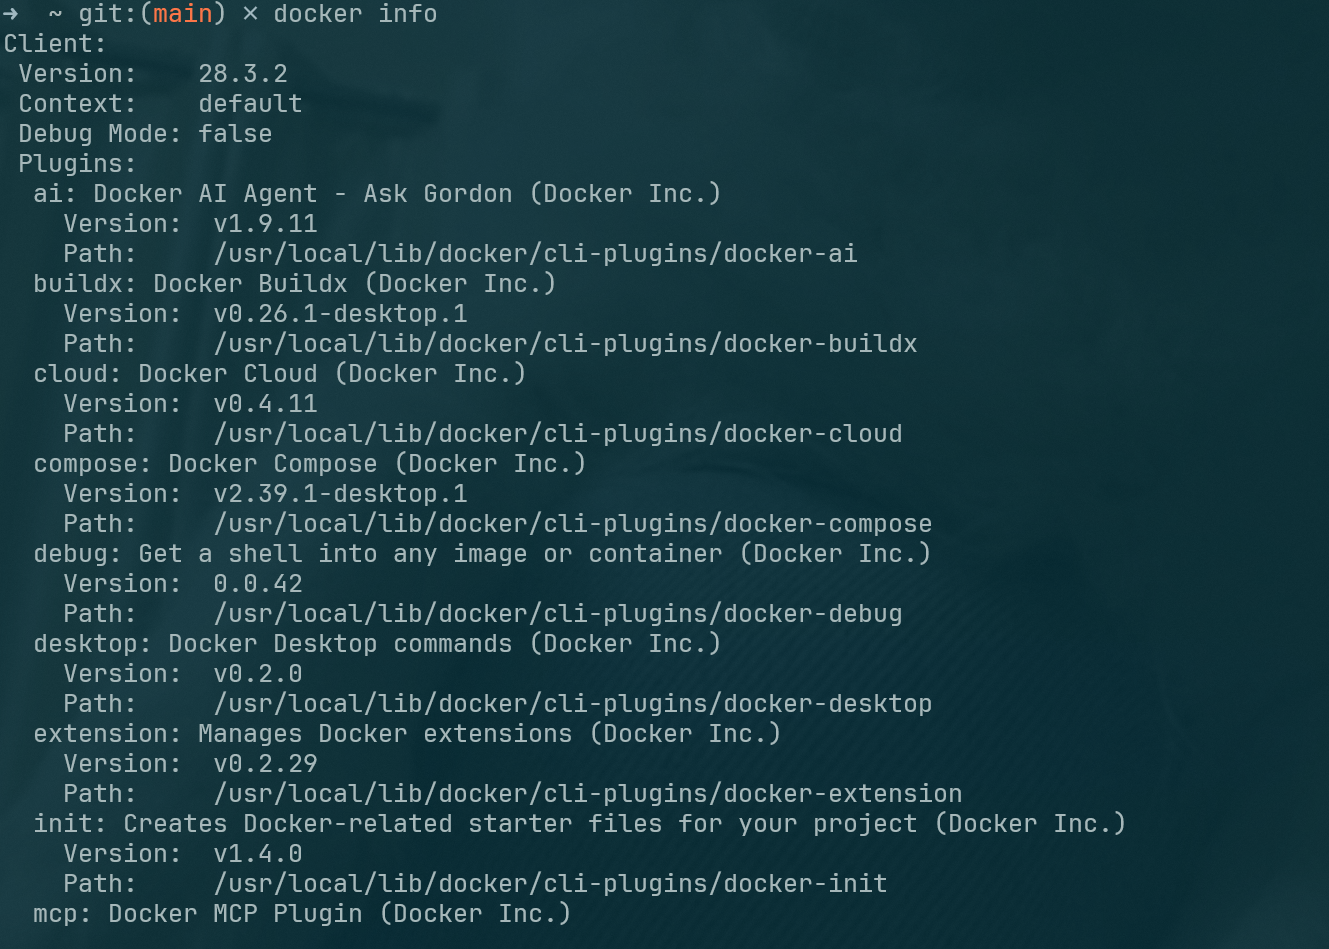 →  ~ git:(main) ✕ docker info
Client:
 Version:    28.3.2
 Context:    default
 Debug Mode: false
 Plugins:
  ai: Docker AI Agent - Ask Gordon (Docker Inc.)
    Version:  v1.9.11
    Path:     /usr/local/lib/docker/cli-plugins/docker-ai
  buildx: Docker Buildx (Docker Inc.)
    Version:  v0.26.1-desktop.1
    Path:     /usr/local/lib/docker/cli-plugins/docker-buildx
  cloud: Docker Cloud (Docker Inc.)
    Version:  v0.4.11
    Path:     /usr/local/lib/docker/cli-plugins/docker-cloud
  compose: Docker Compose (Docker Inc.)
    Version:  v2.39.1-desktop.1
    Path:     /usr/local/lib/docker/cli-plugins/docker-compose
  debug: Get a shell into any image or container (Docker Inc.)
    Version:  0.0.42
    Path:     /usr/local/lib/docker/cli-plugins/docker-debug
  desktop: Docker Desktop commands (Docker Inc.)
    Version:  v0.2.0
    Path:     /usr/local/lib/docker/cli-plugins/docker-desktop
  extension: Manages Docker extensions (Docker Inc.)
    Version:  v0.2.29
    Path:     /usr/local/lib/docker/cli-plugins/docker-extension
  init: Creates Docker-related starter files for your project (Docker Inc.)
    Version:  v1.4.0
    Path:     /usr/local/lib/docker/cli-plugins/docker-init
  mcp: Docker MCP Plugin (Docker Inc.)